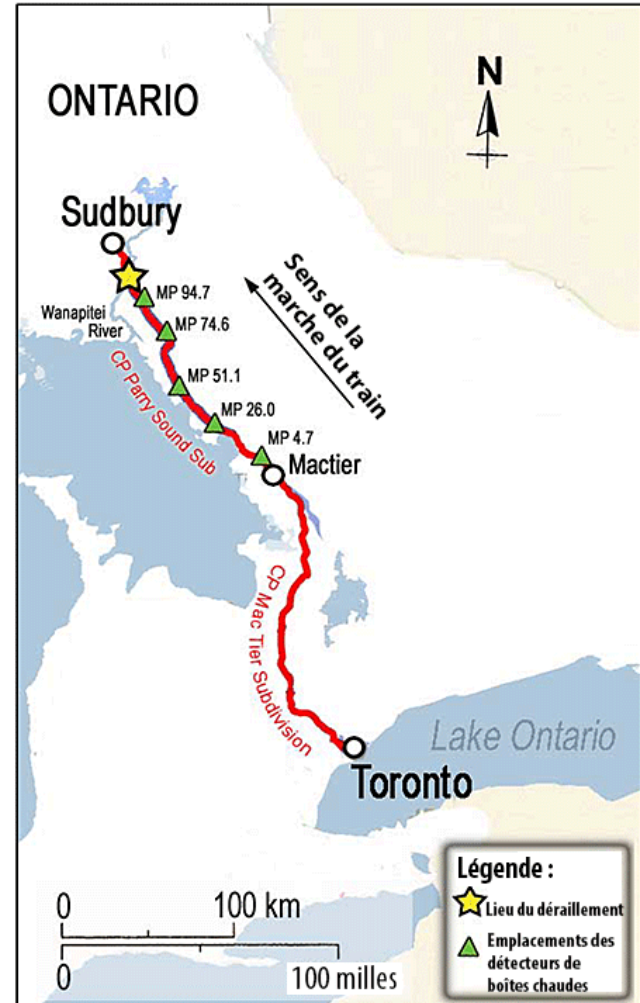 ONTARIO
N
Sudbury
Sens de la
marche du train
MP 94.7
Wanapitei
River
MP 74.6
CP Parry Sound Sub
MP 51.1
MP 26.0
MP 4.7
Mactier
Cp Mac Tier Subdivision
Lake Ontario
Toronto
Légende :
Lieu du déraillement
Emplacements des
détecteurs de
boîtes chaudes
0 100 km
0 100 milles